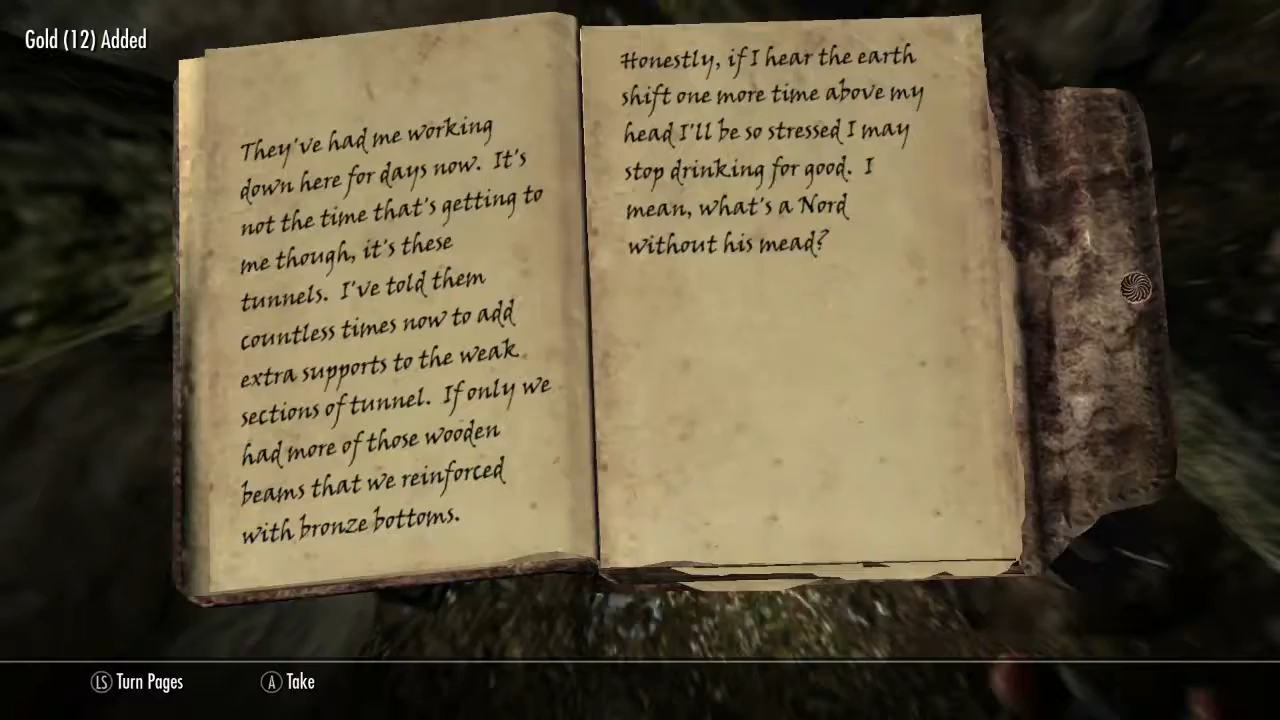 Gold (12) Added
They've had me working
down here for days now. It's
not the time that's getting to
me though, it's these
tunnels. I've told them
countless times now to add
extra supports to the weak
sections of tunnel. If only we
had more of those wooden
beams that we reinforced
with bronze bottoms.
Honestly, if I hear the earth
shift one more time above my
head I'll be so stressed I may
stop drinking for good. I
mean, what's a Nord
without his mead?
LS Turn Pages
A Take